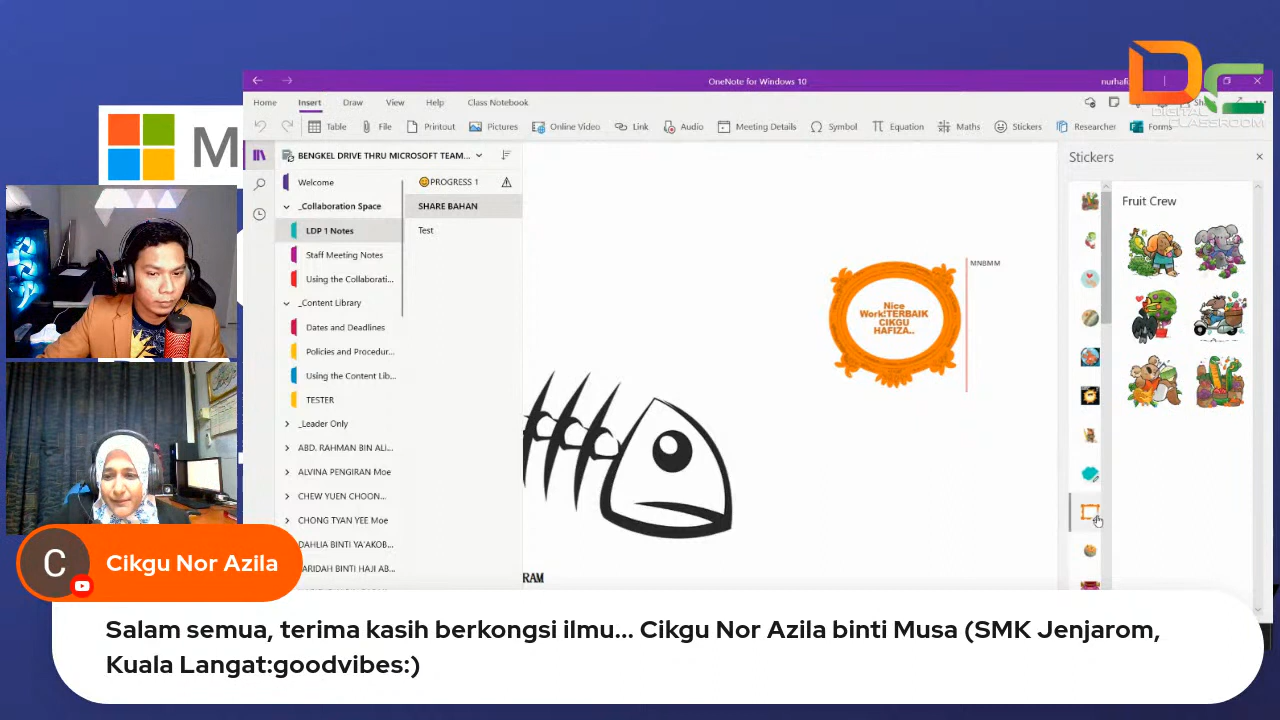 OneNote for Windows 10
nurhafi
Home Insert Draw View Help Class Notebook
Table File Printout Pictures Online Video Link Audio Meeting Details Symbol Equation Maths Stickers Researcher Forms
DIGITAL
CLASSROOM
M
BENGKEL DRIVE THRU MICROSOFT TEAM...
Welcome
_Collaboration Space
LDP 1 Notes
Staff Meeting Notes
Using the Collaborati...
_Content Library
Dates and Deadlines
Policies and Procedur...
Using the Content Lib...
TESTER
_Leader Only
ABD. RAHMAN BIN ALI...
ALVINA PENGIRAN Moe
CHEW YUEN CHOON...
CHONG TYAN YEE Moe
DAHLIA BINTI YA'AKOB...
ARIDAH BINTI HAJI AB...
PROGRESS 1
SHARE BAHAN
Test
Nice
Work!TERBAIK
CIKGU
HAFIZA..
MNBMM
RAM
Stickers
Fruit Crew
C
Cikgu Nor Azila
Salam semua, terima kasih berkongsi ilmu... Cikgu Nor Azila binti Musa (SMK Jenjarom,
Kuala Langat:goodvibes:)